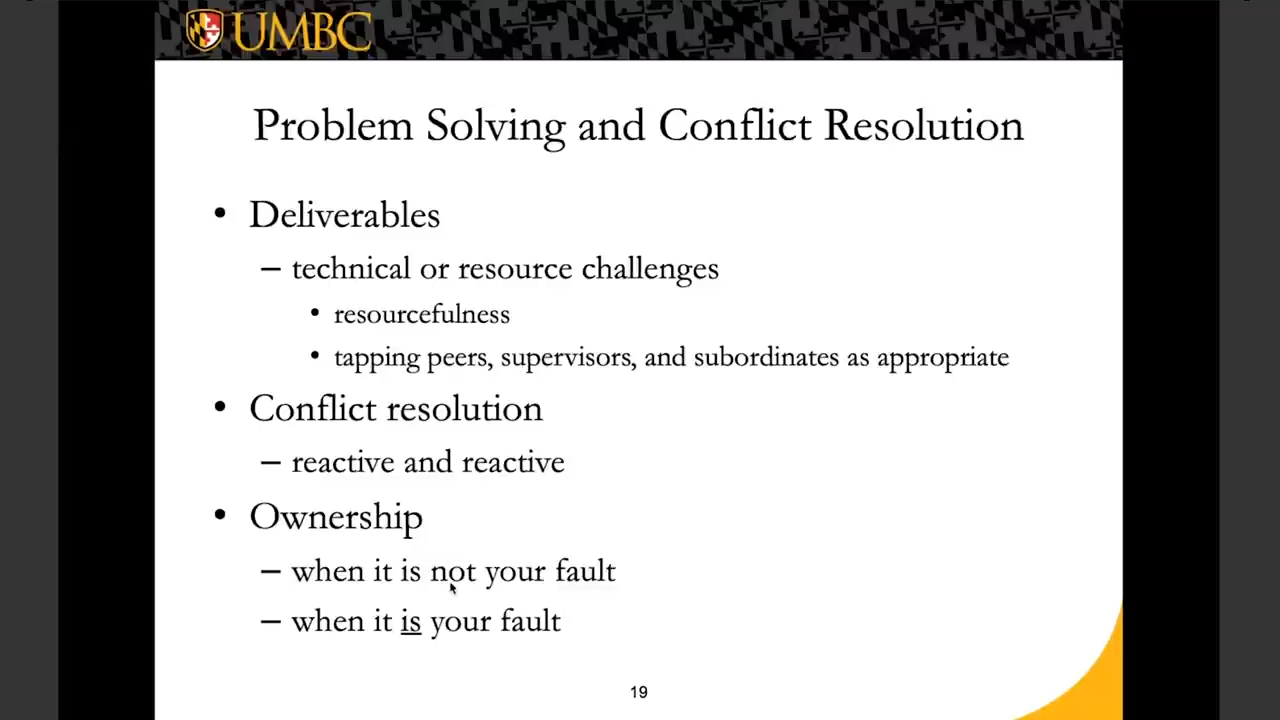 UMBC
Problem Solving and Conflict Resolution
• Deliverables
– technical or resource challenges
• resourcefulness
• tapping peers, supervisors, and subordinates as appropriate
• Conflict resolution
– reactive and reactive
• Ownership
– when it is not your fault
– when it is your fault
19